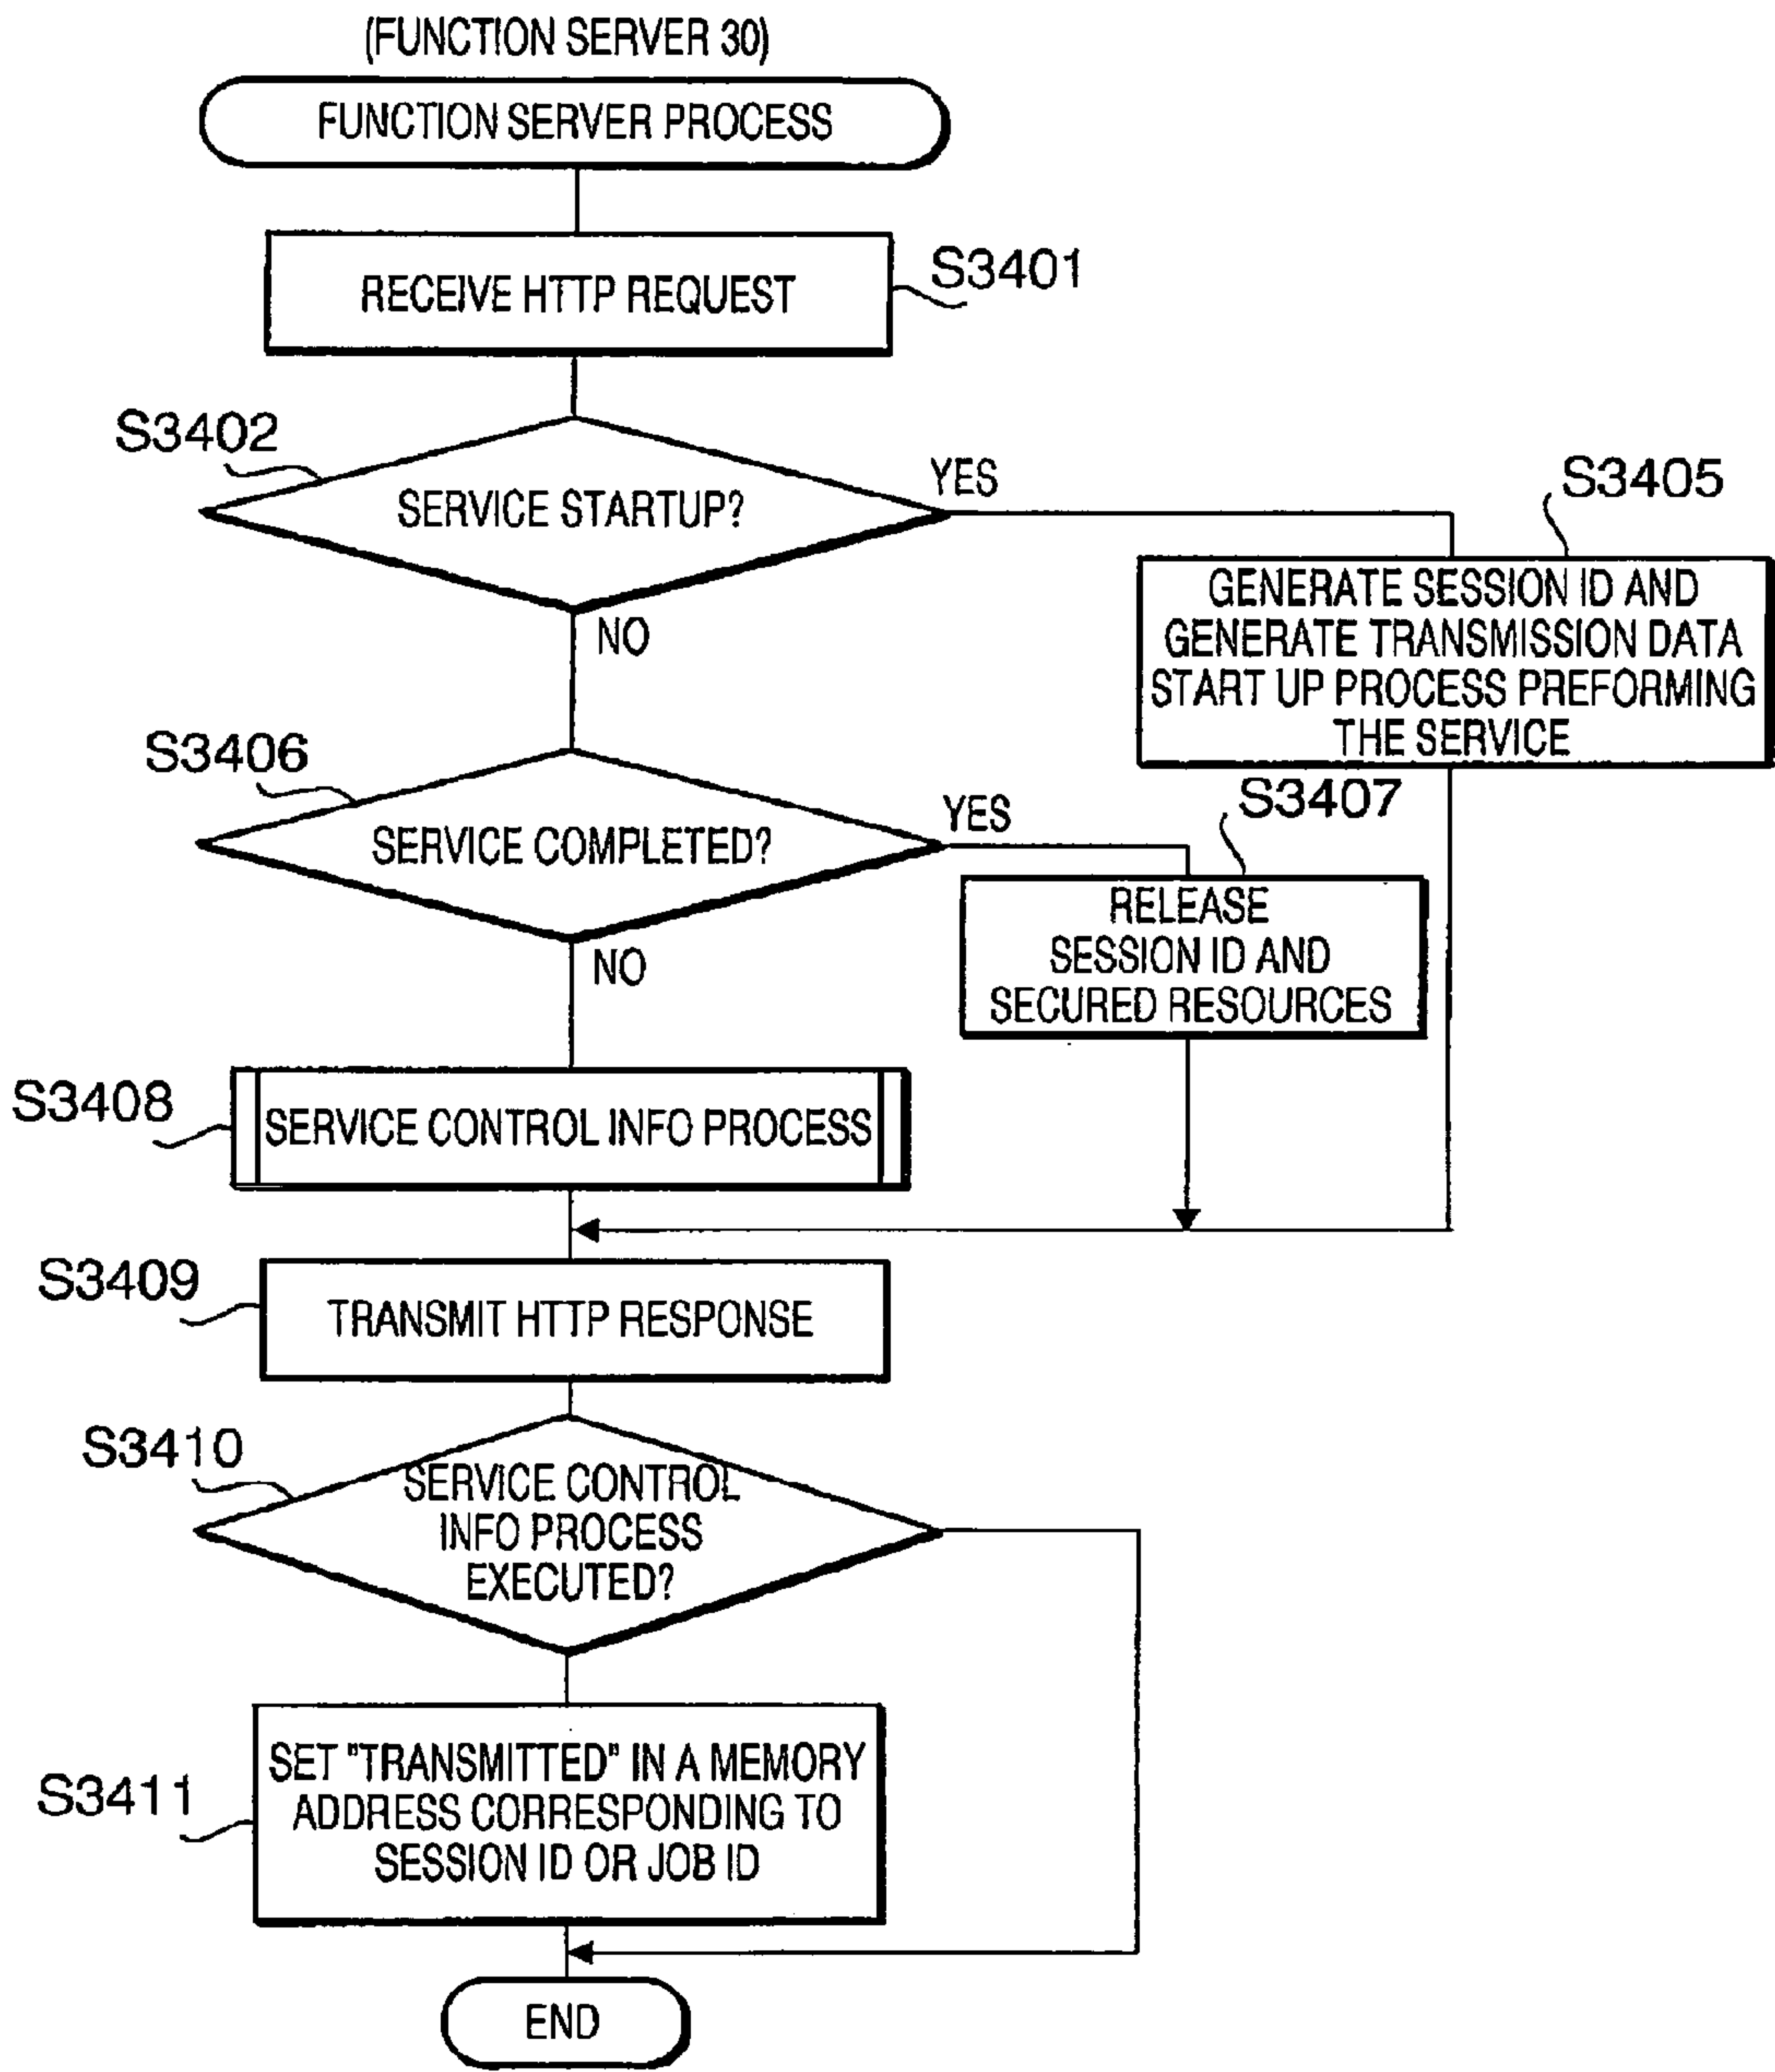 (FUNCTION SERVER 30)
FUNCTION SERVER PROCESS
RECEIVE HTTP REQUEST
S3401
S3402
SERVICE STARTUP?
YES
NO
S3405
GENERATE SESSION ID AND
GENERATE TRANSMISSION DATA
START UP PROCESS PREFORMING
THE SERVICE
S3406
SERVICE COMPLETED?
YES
NO
S3407
RELEASE
SESSION ID AND
SECURED RESOURCES
S3408
SERVICE CONTROL INFO PROCESS
S3409
TRANSMIT HTTP RESPONSE
S3410
SERVICE CONTROL
INFO PROCESS
EXECUTED?
S3411
SET "TRANSMITTED" IN A MEMORY
ADDRESS CORRESPONDING TO
SESSION ID OR JOB ID
END